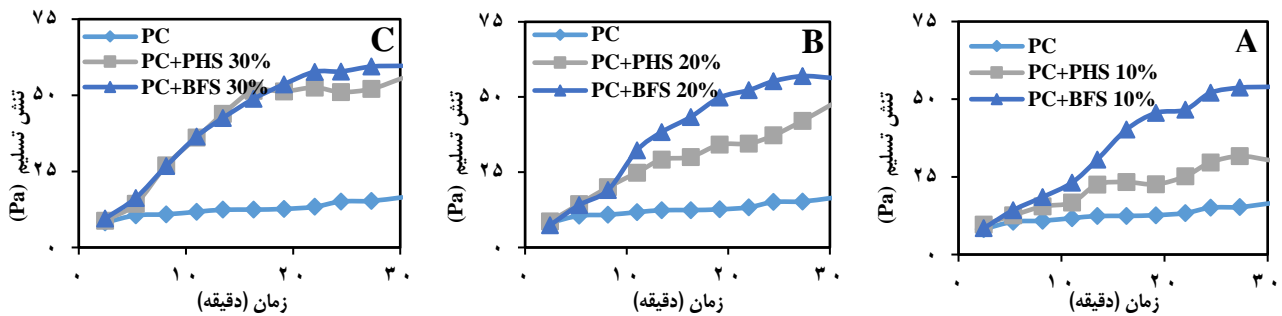 C
PC
PC+PHS 30%
PC+BFS 30%
تنش تسلیم (Pa)
۷۵
۵۰
۲۵
۰
۰ ۱۰ ۲۰ ۳۰
زمان (دقیقه)
B
PC
PC+PHS 20%
PC+BFS 20%
تنش تسلیم (Pa)
۷۵
۵۰
۲۵
۰
۰ ۱۰ ۲۰ ۳۰
زمان (دقیقه)
A
PC
PC+PHS 10%
PC+BFS 10%
تنش تسلیم (Pa)
۷۵
۵۰
۲۵
۰
۰ ۱۰ ۲۰ ۳۰
زمان (دقیقه)